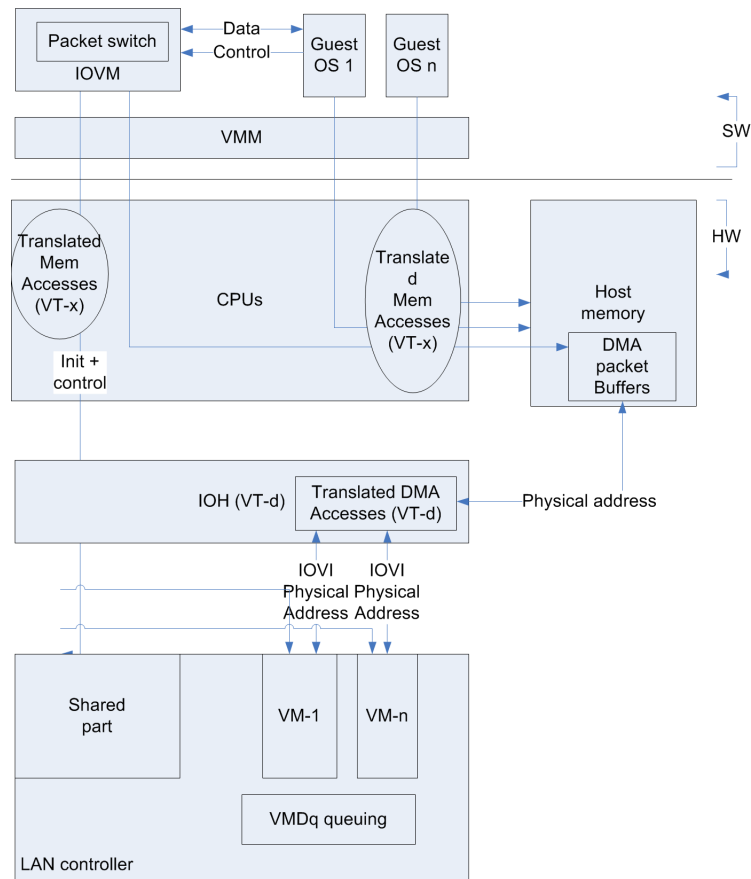 Packet switch
IOVM
Data
Control
Guest
OS 1
Guest
OS n
SW
VMM
HW
Translated
Mem
Accesses
(VT-x)
CPUs
Translate
d
Mem
Accesses
(VT-x)
Host
memory
DMA
packet
Buffers
Init +
control
IOH (VT-d)
Translated DMA
Accesses (VT-d)
Physical address
IOVI
Physical
Address
IOVI
Physical
Address
Shared
part
VM-1
VM-n
VMDq queuing
LAN controller